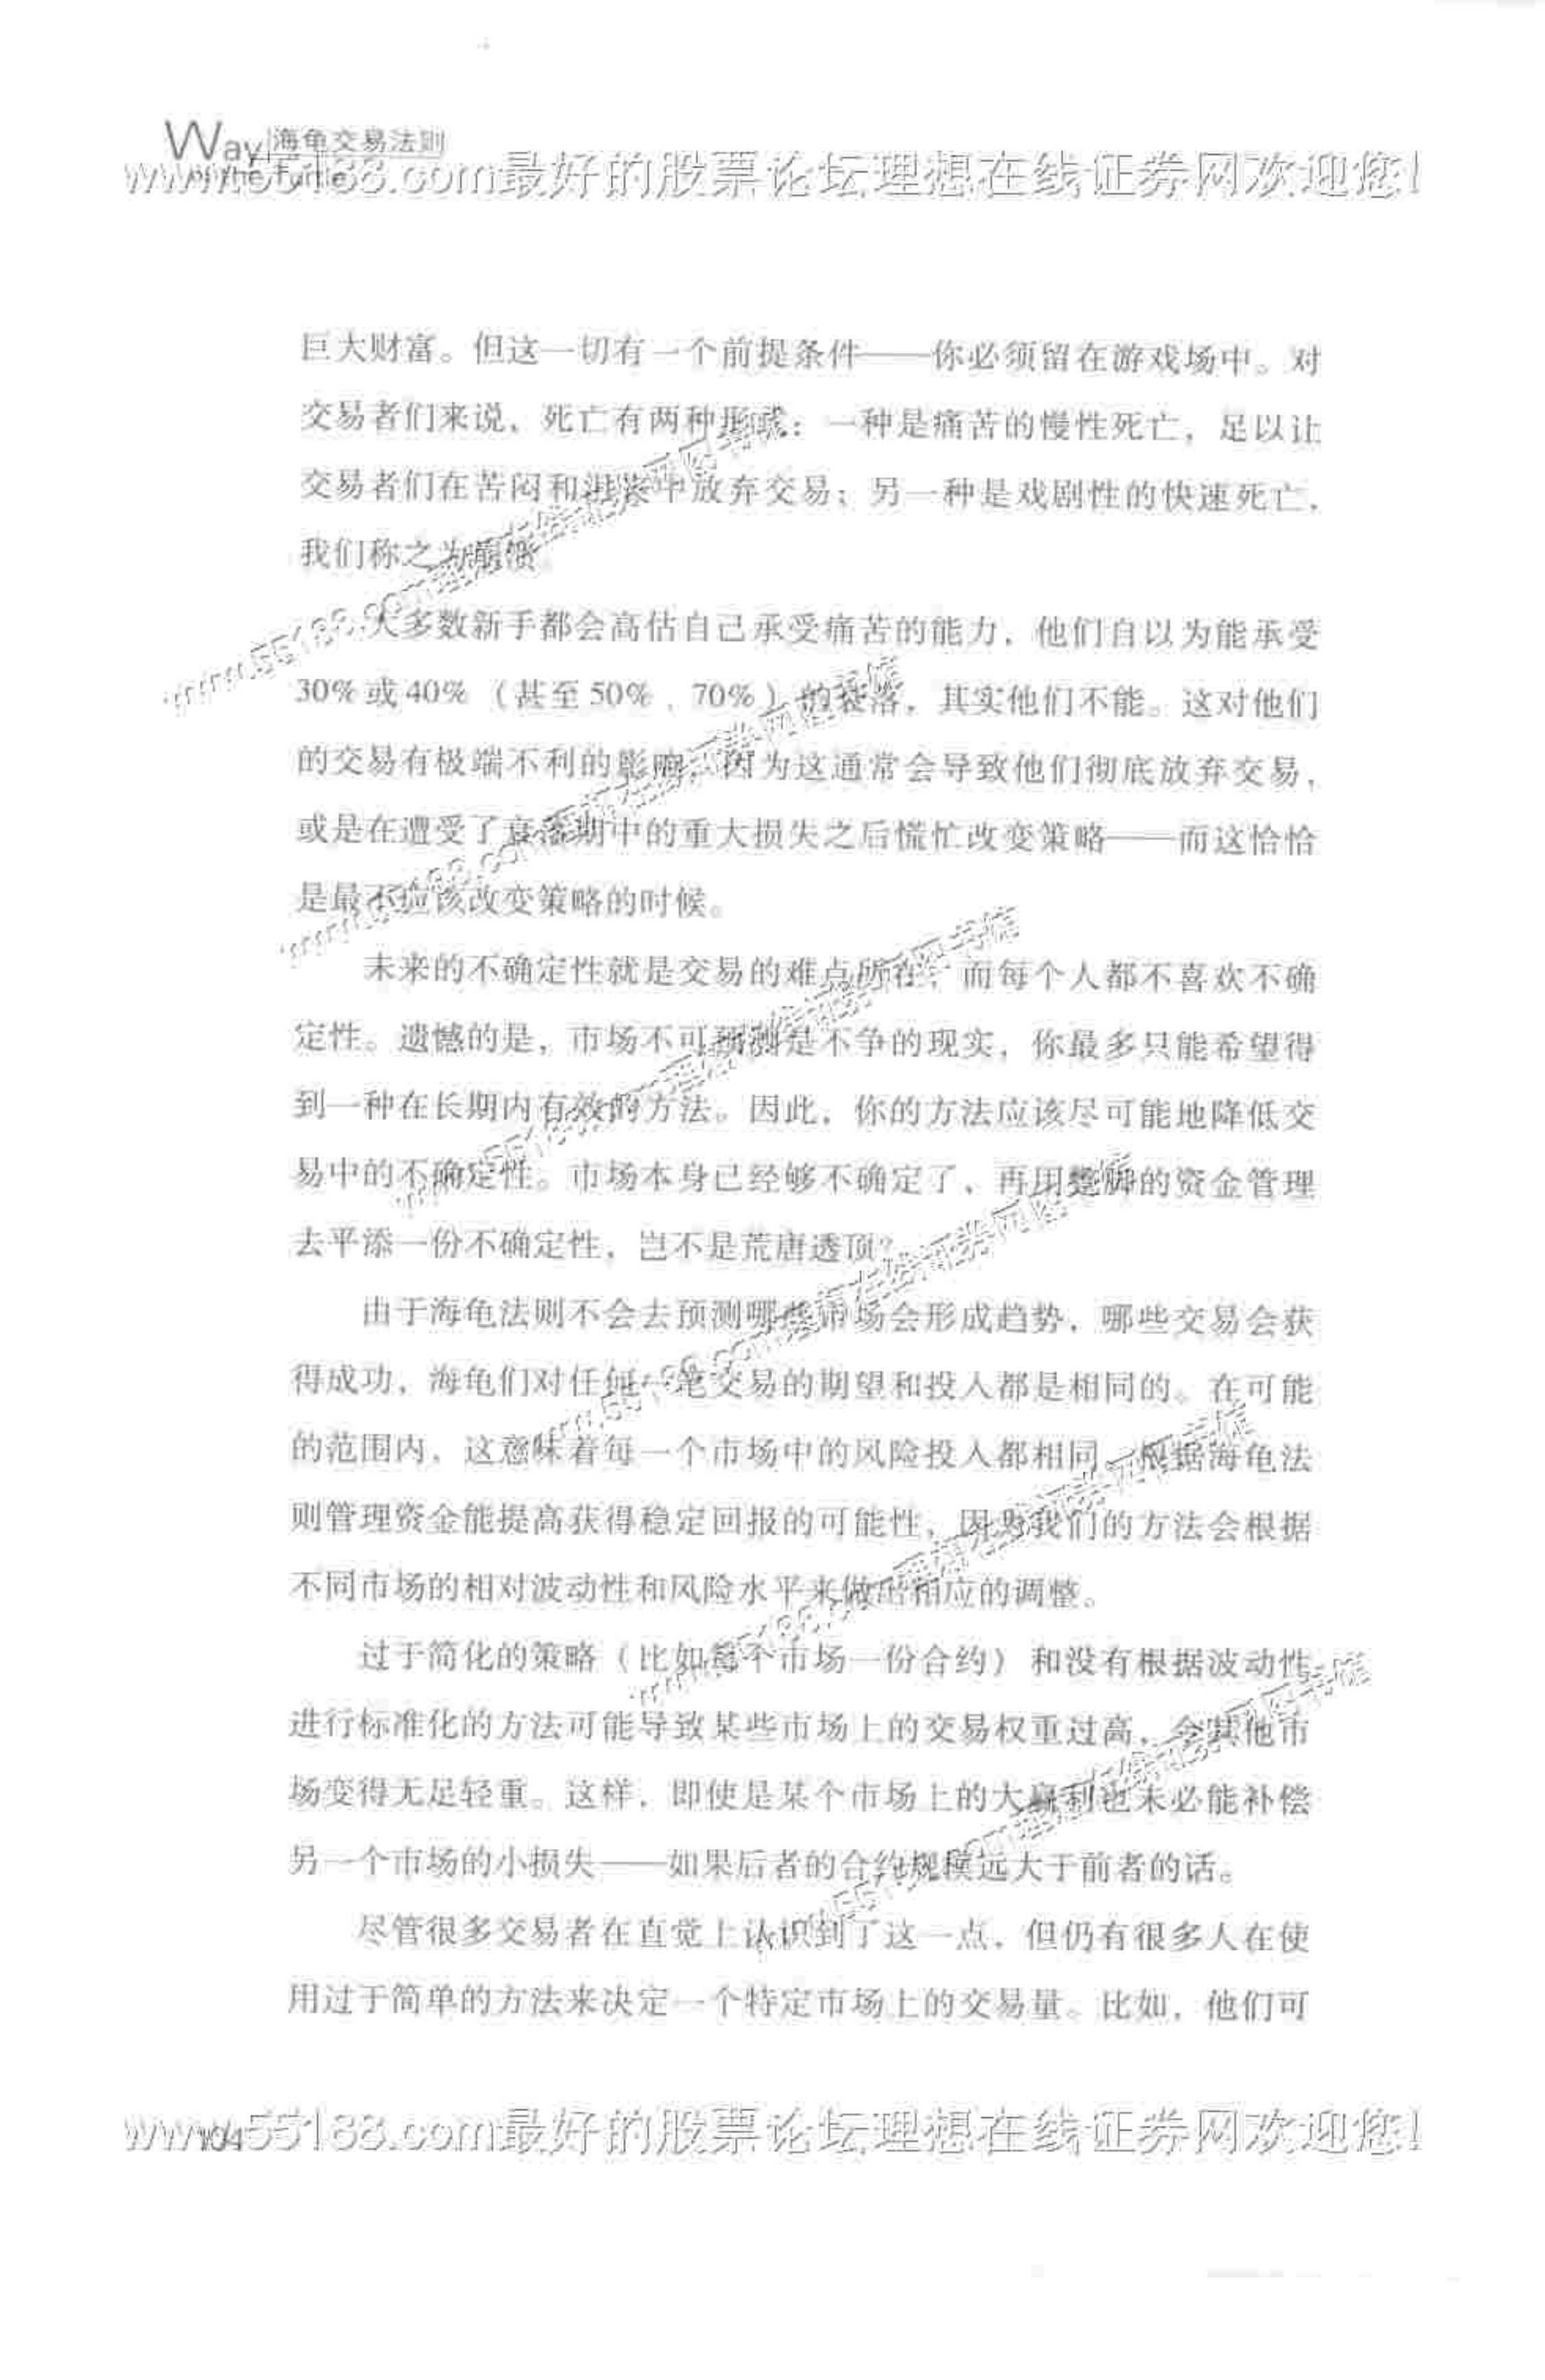 Way 海龟交易法则
of the Turtle
www.55188.com最好的股票论坛理想在线证券网欢迎您!
巨大财富。但这一切有一个前提条件——你必须留在游戏场中。对
交易者们来说，死亡有两种形式：一种是痛苦的慢性死亡，足以让
交易者们在苦闷和沮丧中放弃交易；另一种是戏剧性的快速死亡，
我们称之为崩溃。
大多数新手都会高估自己承受痛苦的能力，他们自以为能承受
30%或40%（甚至50%、70%）的衰落，其实他们不能。这对他们
的交易有极端不利的影响，因为这通常会导致他们彻底放弃交易，
或是在遭受了衰落期中的重大损失之后慌忙改变策略——而这恰恰
是最不应该改变策略的时候。
未来的不确定性就是交易的难点所在，而每个人都不喜欢不确
定性。遗憾的是，市场不可预测是不争的现实，你最多只能希望得
到一种在长期内有效的方法。因此，你的方法应该尽可能地降低交
易中的不确定性。市场本身已经够不确定了，再用蹩脚的资金管理
去平添一份不确定性，岂不是荒唐透顶？
由于海龟法则不会去预测哪些市场会形成趋势，哪些交易会获
得成功，海龟们对任何一笔交易的期望和投入都是相同的。在可能
的范围内，这意味着每一个市场中的风险投入都相同。根据海龟法
则管理资金能提高获得稳定回报的可能性，因为我们的方法会根据
不同市场的相对波动性和风险水平来做出相应的调整。
过于简化的策略（比如每个市场一份合约）和没有根据波动性
进行标准化的方法可能导致某些市场上的交易权重过高，令其他市
场变得无足轻重。这样，即使是某个市场上的大赢利也未必能补偿
另一个市场的小损失——如果后者的合约规模远大于前者的话。
尽管很多交易者在直觉上认识到了这一点，但仍有很多人在使
用过于简单的方法来决定一个特定市场上的交易量。比如，他们可
104
www.55188.com最好的股票论坛理想在线证券网欢迎您!